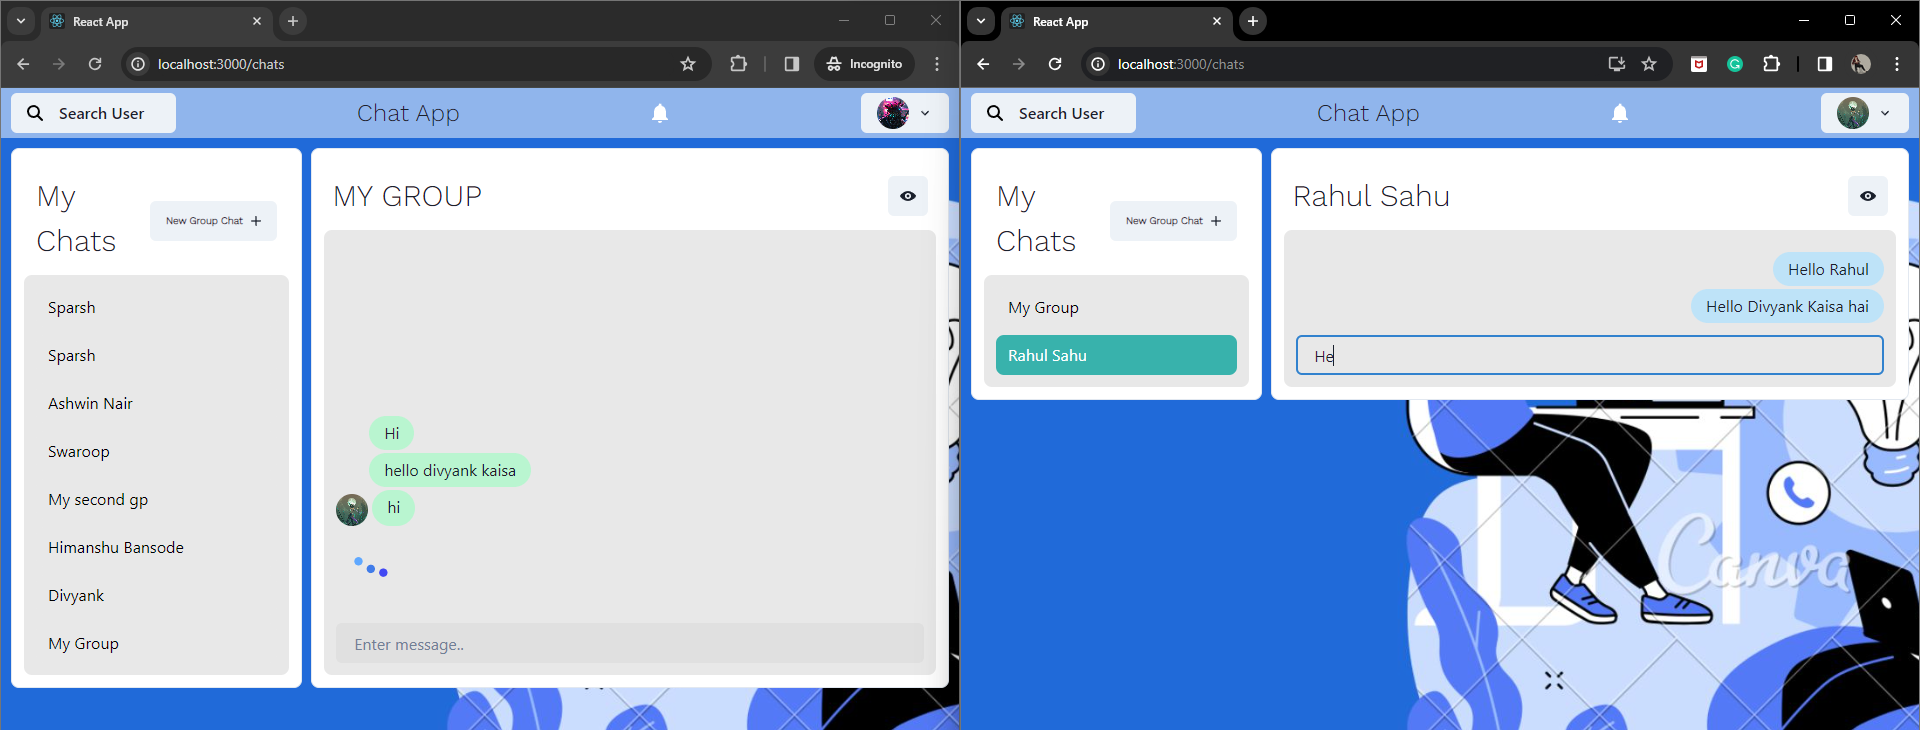 React App
localhost:3000/chats
Incognito
Search User
Chat App
My
Chats
New Group Chat +
Sparsh
Sparsh
Ashwin Nair
Swaroop
My second gp
Himanshu Bansode
Divyank
My Group
MY GROUP
Hi
hello divyank kaisa
hi
Enter message..
React App
localhost:3000/chats
Search User
Chat App
My
Chats
New Group Chat +
My Group
Rahul Sahu
Rahul Sahu
Hello Rahul
Hello Divyank Kaisa hai
He
Canva